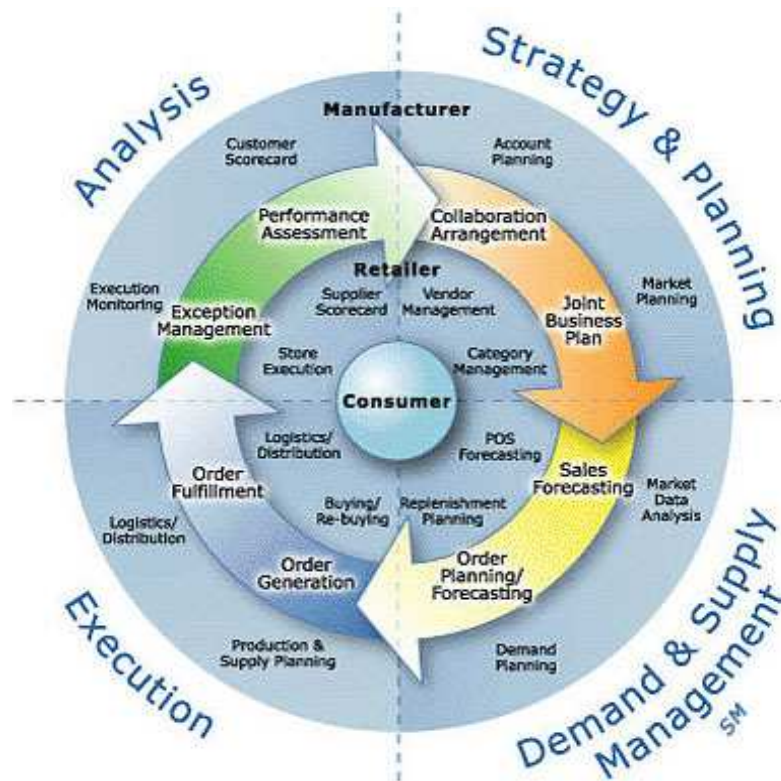 Analysis
Strategy & Planning
Manufacturer
Customer
Scorecard
Account
Planning
Performance
Assessment
Collaboration
Arrangement
Retailer
Execution
Monitoring
Exception
Management
Supplier
Scorecard
Vendor
Management
Joint
Business
Plan
Market
Planning
Store
Execution
Category
Management
Consumer
Logistics/
Distribution
POS
Forecasting
Order
Fulfillment
Sales
Forecasting
Market
Data
Analysis
Logistics/
Distribution
Buying/
Re-buying
Replenishment
Planning
Order
Generation
Order
Planning/
Forecasting
Production &
Supply Planning
Demand
Planning
Execution
Demand & Supply
Management
SM